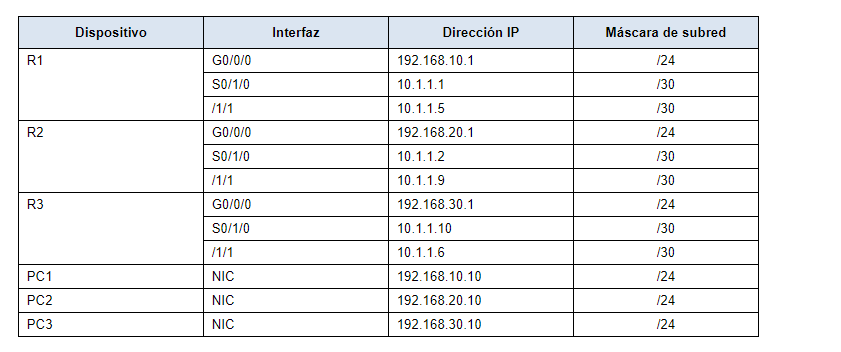 Dispositivo Interfaz Dirección IP Máscara de subred
R1 G0/0/0 192.168.10.1 /24
S0/1/0 10.1.1.1 /30
/1/1 10.1.1.5 /30
R2 G0/0/0 192.168.20.1 /24
S0/1/0 10.1.1.2 /30
/1/1 10.1.1.9 /30
R3 G0/0/0 192.168.30.1 /24
S0/1/0 10.1.1.10 /30
/1/1 10.1.1.6 /30
PC1 NIC 192.168.10.10 /24
PC2 NIC 192.168.20.10 /24
PC3 NIC 192.168.30.10 /24